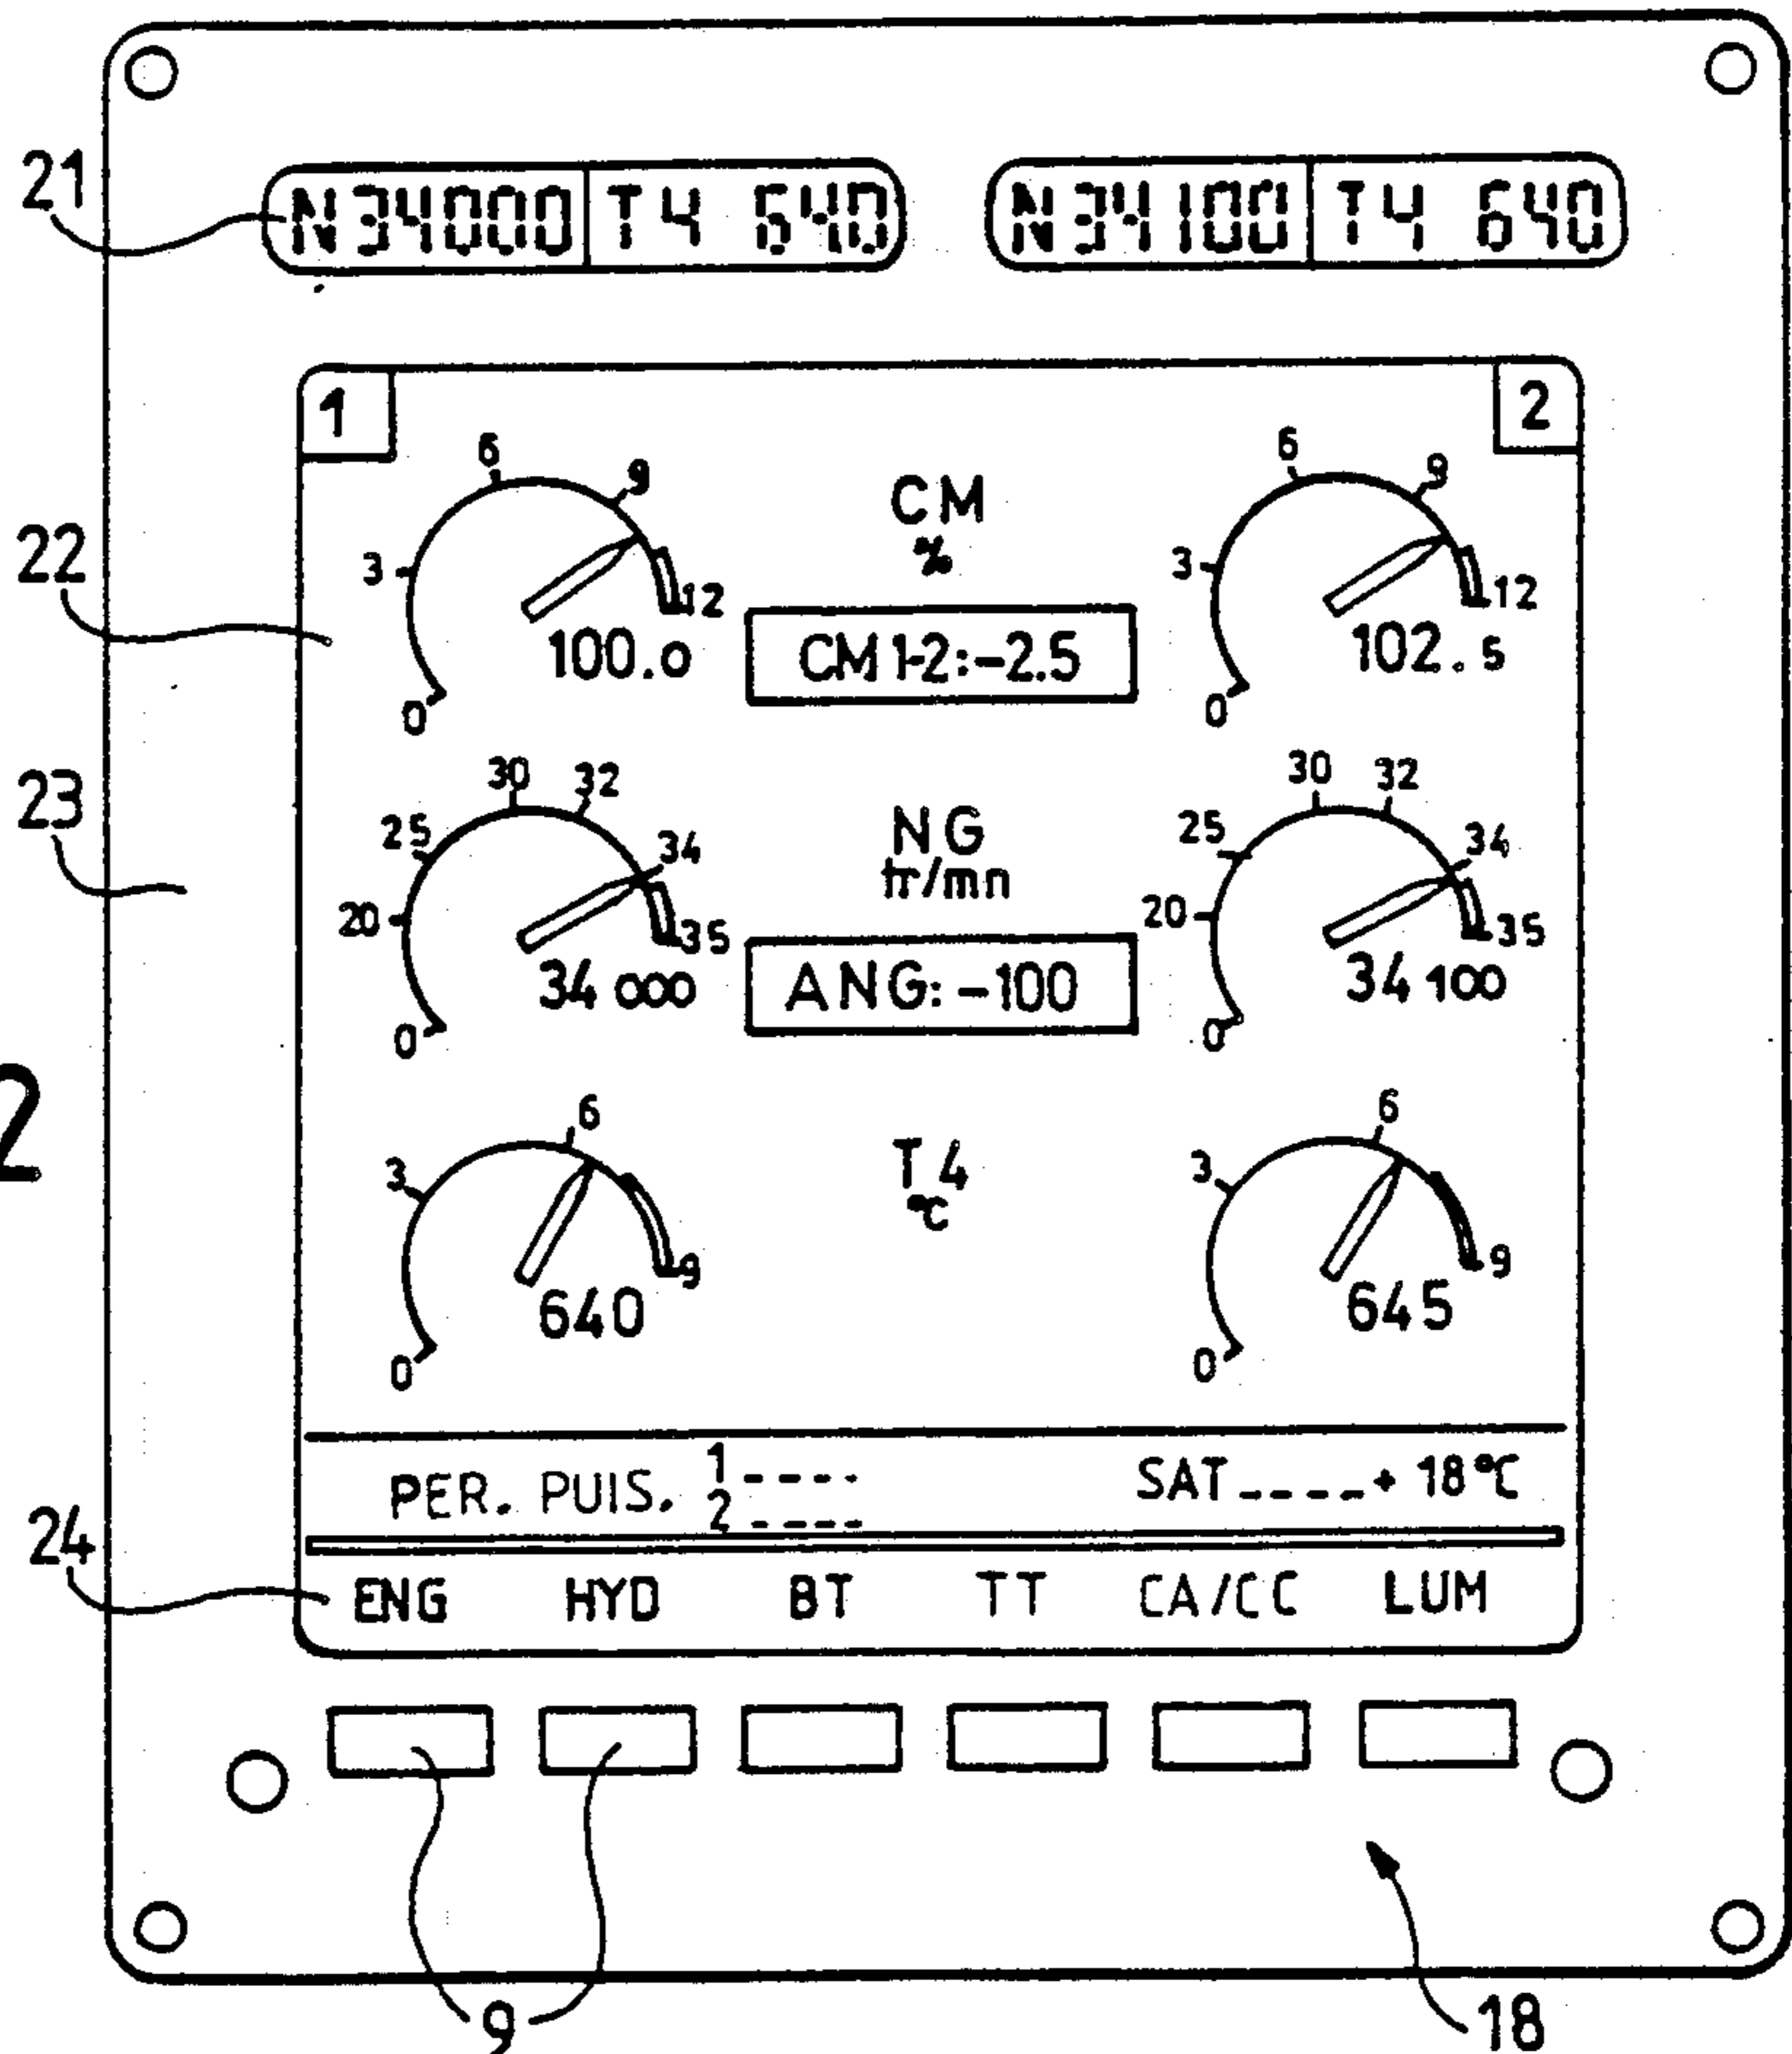 21
N34000 T4 640 N34100 T4 640
1 2
6 9 CM 6 9
%
22
3 12 3 12
100.0 CM 1-2:-2.5 102.5
0 0
23
30 32 30 32
25 34 NG 25 34
tr/mn
20 35 20 35
34 000 ANG: -100 34 100
0 0
2
6 6
3 T4 3
°C
9 9
640 645
0 0
PER. PUIS. 1---- SAT----+18°C
2----
24
ENG HYD BT TT CA/CC LUM
9 18